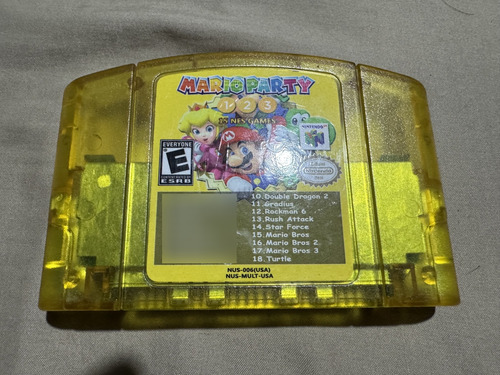 MARIO PARTY
1 2 3
15 NES GAMES
EVERYONE
E
ESRB
NINTENDO 64
N
10.Double Dragon 2
11.Gradius
12.Rockman 6
13.Rush Attack
14.Star Force
15.Mario Bros
16.Mario Bros 2
17.Mario Bros 3
18.Turtle
NUS-006(USA)
NUS-MULT-USA